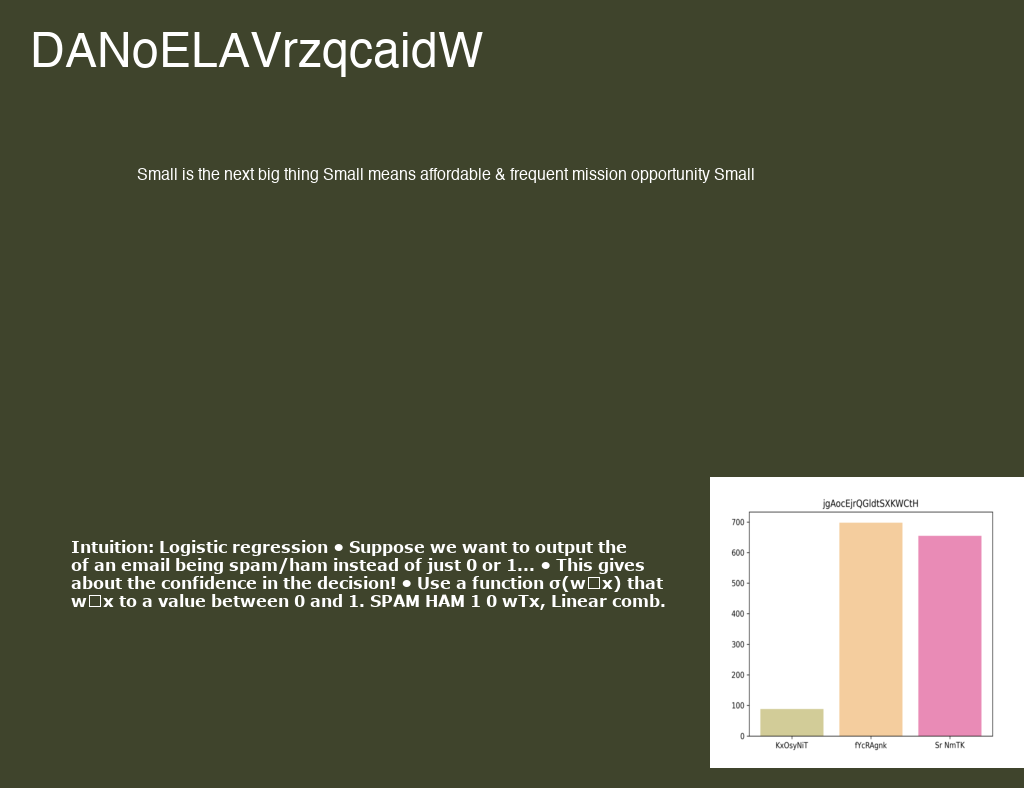 DANoELAVrzqcaidW
Small is the next big thing Small means affordable & frequent mission opportunity Small
Intuition: Logistic regression • Suppose we want to output the
of an email being spam/ham instead of just 0 or 1... • This gives
about the confidence in the decision! • Use a function σ(w□x) that
w□x to a value between 0 and 1. SPAM HAM 1 0 wTx, Linear comb.
jgAocEjrQGldtSXKWCtH
700
600
500
400
300
200
100
0
KxOsyNiT fYcRAgnk Sr NmTK